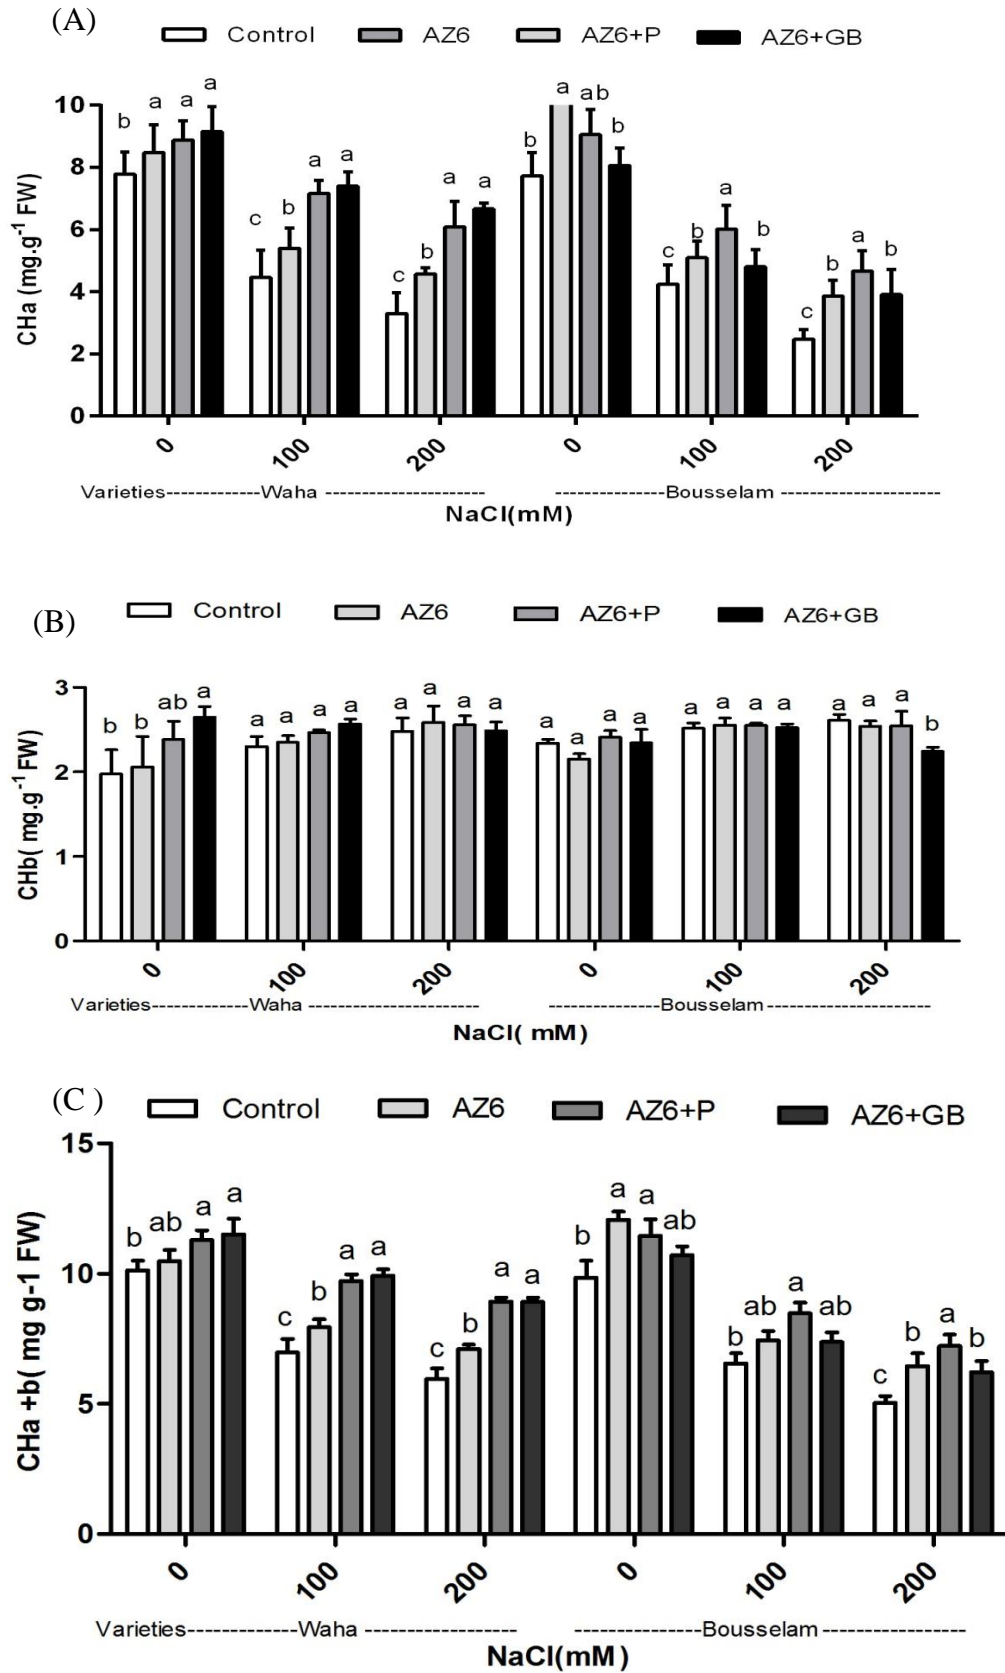 (A)
Control AZ6 AZ6+P AZ6+GB
CHa (mg.g-1 FW)
10
8
6
4
2
0
b a a a
c b a a
c b a a
b a ab b
c b a b
c b a b
0 100 200 0 100 200
Varieties-------------Waha ---------------------- ---------------Bousselam ----------------------
NaCl(mM)
(B)
Control AZ6 AZ6+P AZ6+GB
CHb( mg.g-1 FW)
3
2
1
0
b b ab a
a a a a
a a a a
a a a a
a a a a
a a a b
0 100 200 0 100 200
Varieties-------------Waha ----------------------- ---------------Bousselam ----------------------
NaCl( mM)
(C )
Control AZ6 AZ6+P AZ6+GB
CHa +b( mg g-1 FW)
15
10
5
0
b ab a a
c b a a
c b a a
b a a ab
b ab a ab
c b a b
0 100 200 0 100 200
Varieties-------------Waha ------------------ ---------------Bousselam -----------------
NaCl(mM)